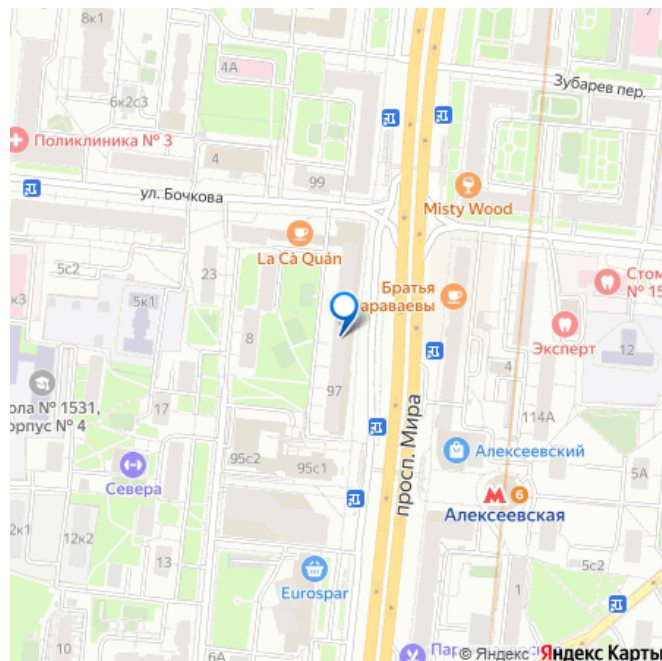 8к1
4А
Зубарев пер.
6к2с3
Поликлиника № 3
4
99
ул. Бочкова
Misty Wood
La Cà Quán
5с2
23
Стом
№ 15
Братья
араваевы
к3
5к1
8
Эксперт
12
4
97
ола № 1531,
орпус № 4
17
просп. Мира
114А
95с2
95с1
Алексеевский
5А
Севера
М 6
Алексеевская
2к1
12к2
13
Eurospar
5с2
1
10
6А
Пар
© Яндекс Яндекс Карты